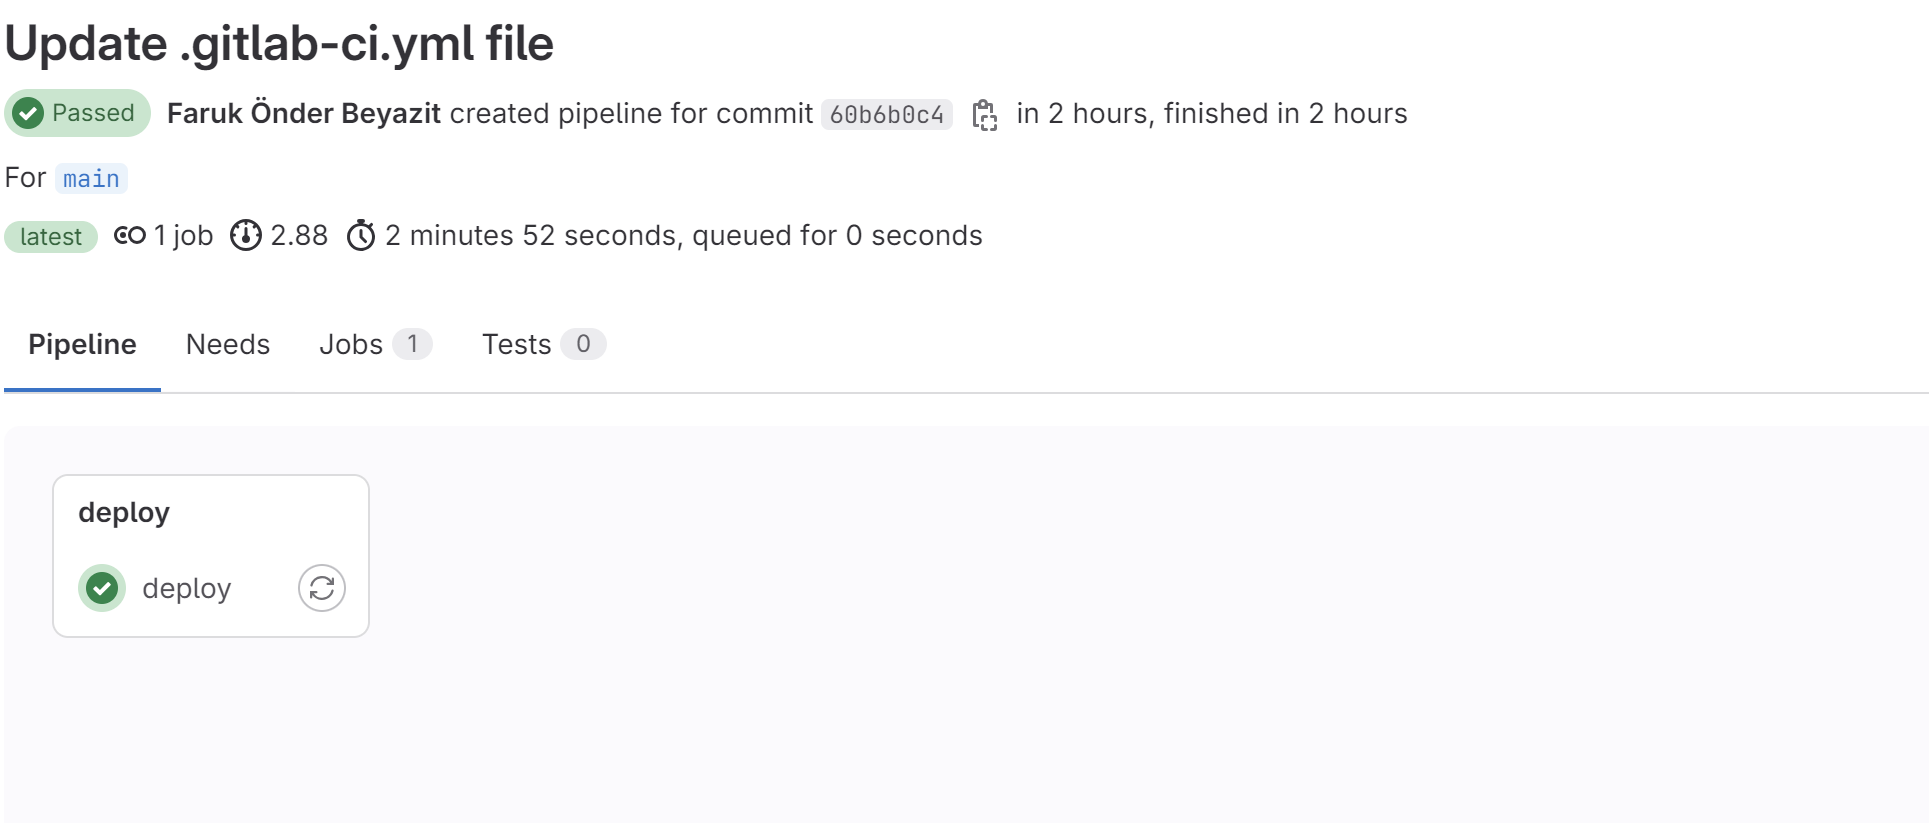 Update .gitlab-ci.yml file
Passed Faruk Önder Beyazit created pipeline for commit 60b6b0c4 in 2 hours, finished in 2 hours
For main
latest 1 job 2.88 2 minutes 52 seconds, queued for 0 seconds
Pipeline Needs Jobs 1 Tests 0
deploy
deploy